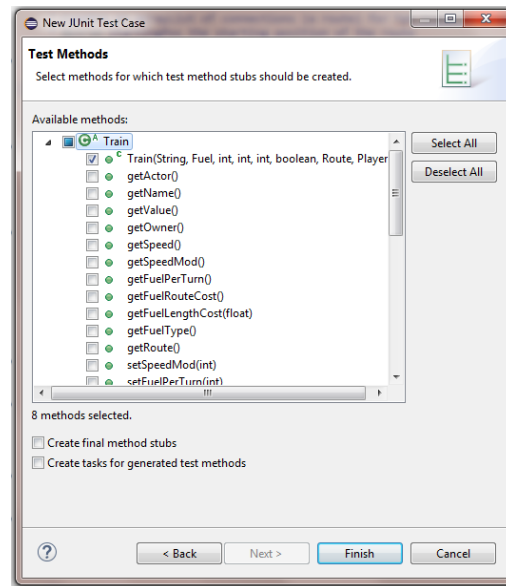 New JUnit Test Case
Test Methods
Select methods for which test method stubs should be created.
Available methods:
Train
Train(String, Fuel, int, int, int, boolean, Route, Player
getActor()
getName()
getValue()
getOwner()
getSpeed()
getSpeedMod()
getFuelPerTurn()
getFuelRouteCost()
getFuelLengthCost(float)
getFuelType()
getRoute()
setSpeedMod(int)
setFuelPerTurn(int)
Select All
Deselect All
8 methods selected.
Create final method stubs
Create tasks for generated test methods
< Back
Next >
Finish
Cancel